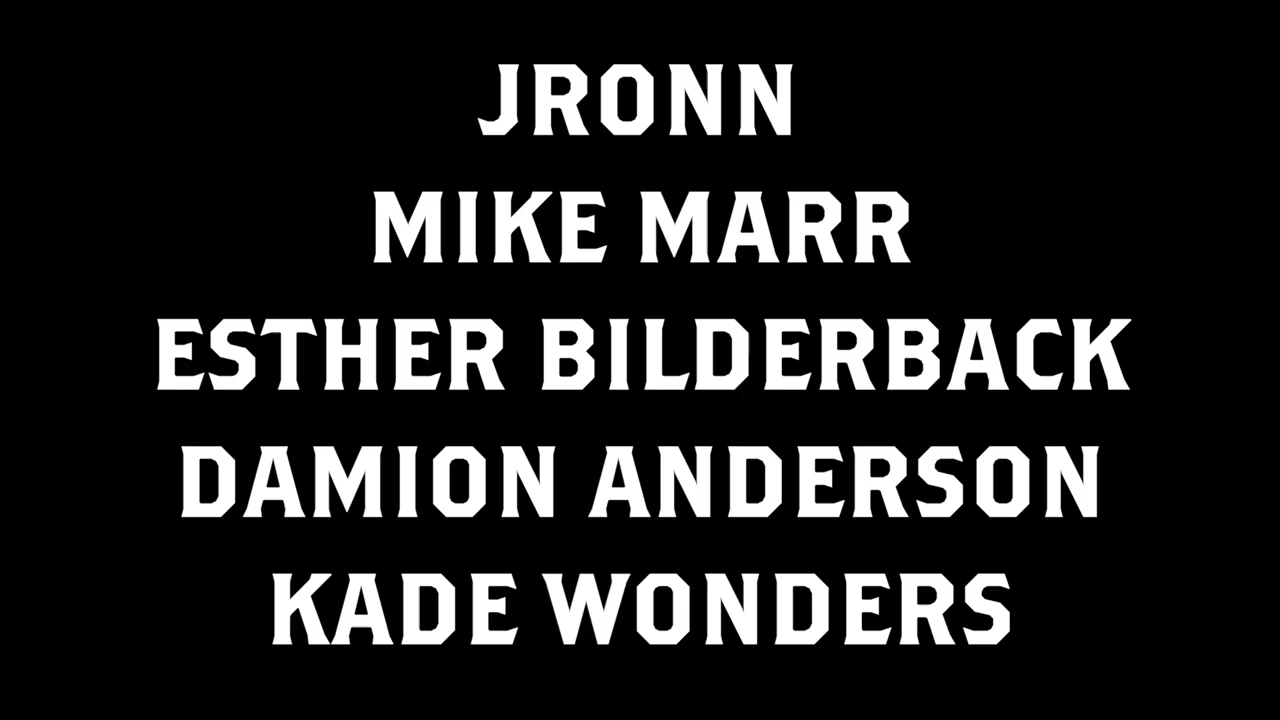 JRONN
MIKE MARR
ESTHER BILDERBACK
DAMION ANDERSON
KADE WONDERS